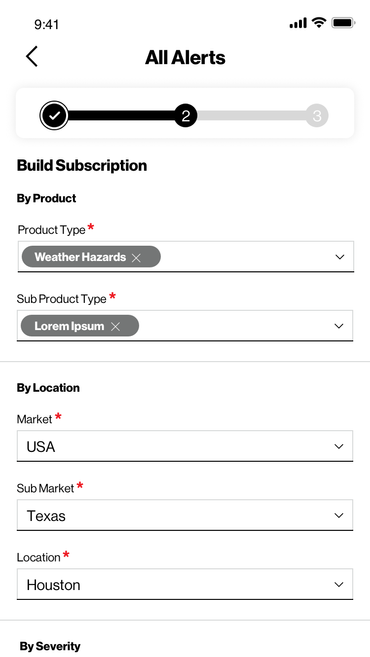 9:41
All Alerts
2
3
Build Subscription
By Product
Product Type*
Weather Hazards
Sub Product Type *
Lorem Ipsum
By Location
Market *
USA
Sub Market *
Texas
Location *
Houston
By Severity